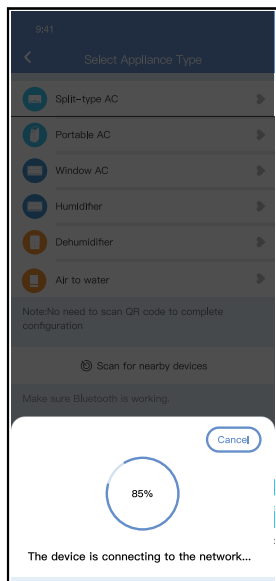 9:41
Select Appliance Type
Split-type AC
Portable AC
Window AC
Humidifier
Dehumidifier
Air to water
Note:No need to scan QR code to complete
configuration
Scan for nearby devices
Make sure Bluetooth is working.
Cancel
85%
The device is connecting to the network...